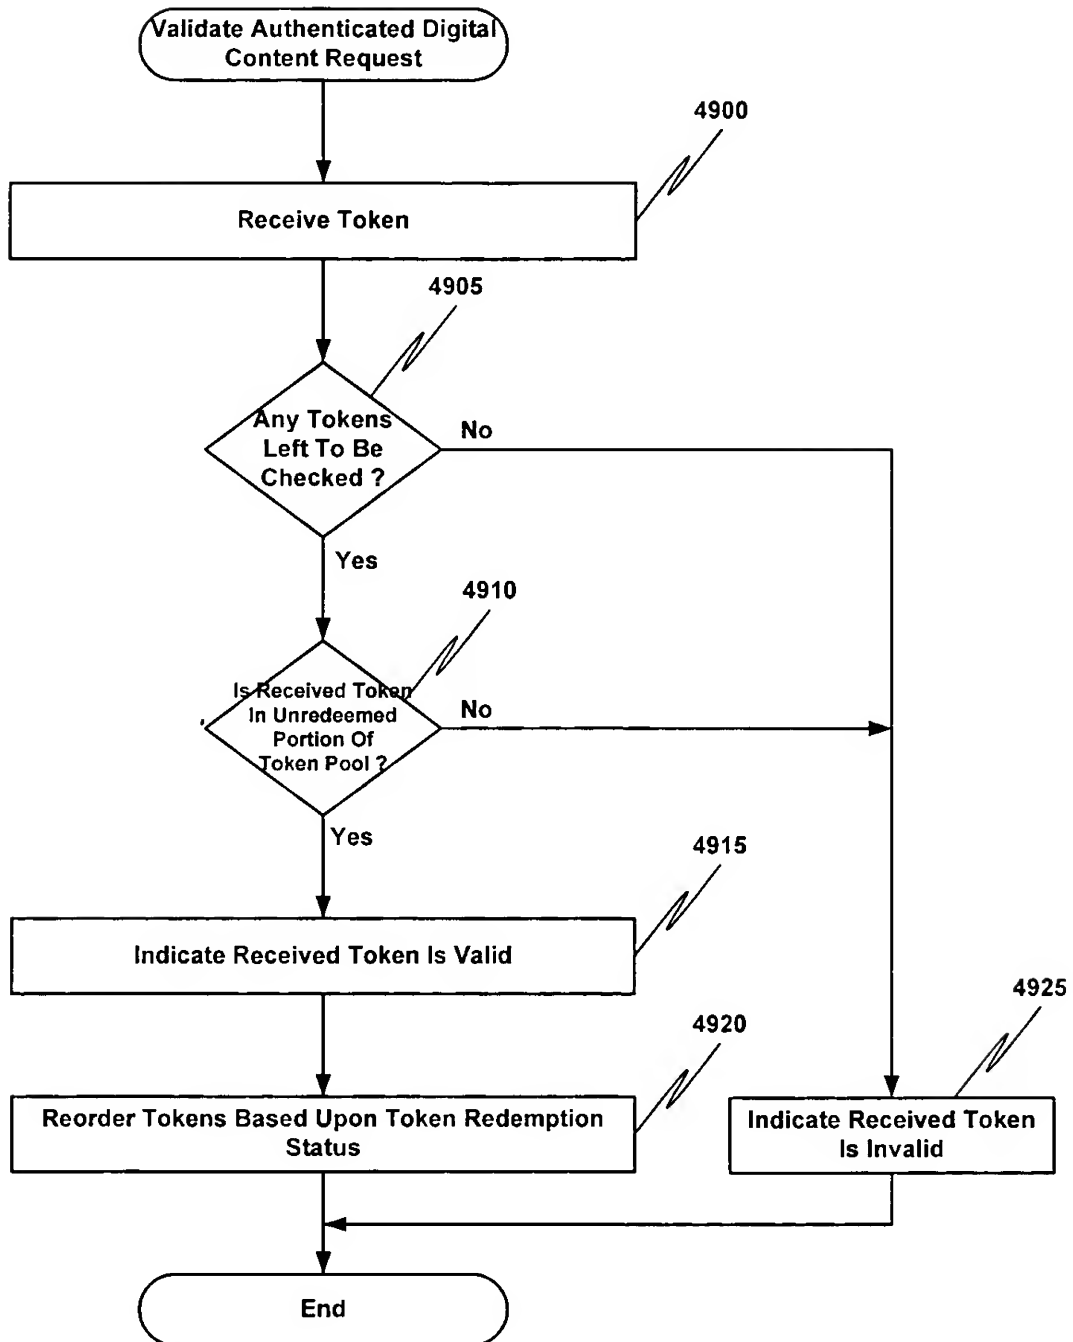 Validate Authenticated Digital
Content Request
4900
Receive Token
4905
Any Tokens
Left To Be
Checked ?
No
Yes
4910
Is Received Token
In Unredeemed
Portion Of
Token Pool ?
No
Yes
4915
Indicate Received Token Is Valid
4920
Reorder Tokens Based Upon Token Redemption
Status
4925
Indicate Received Token
Is Invalid
End